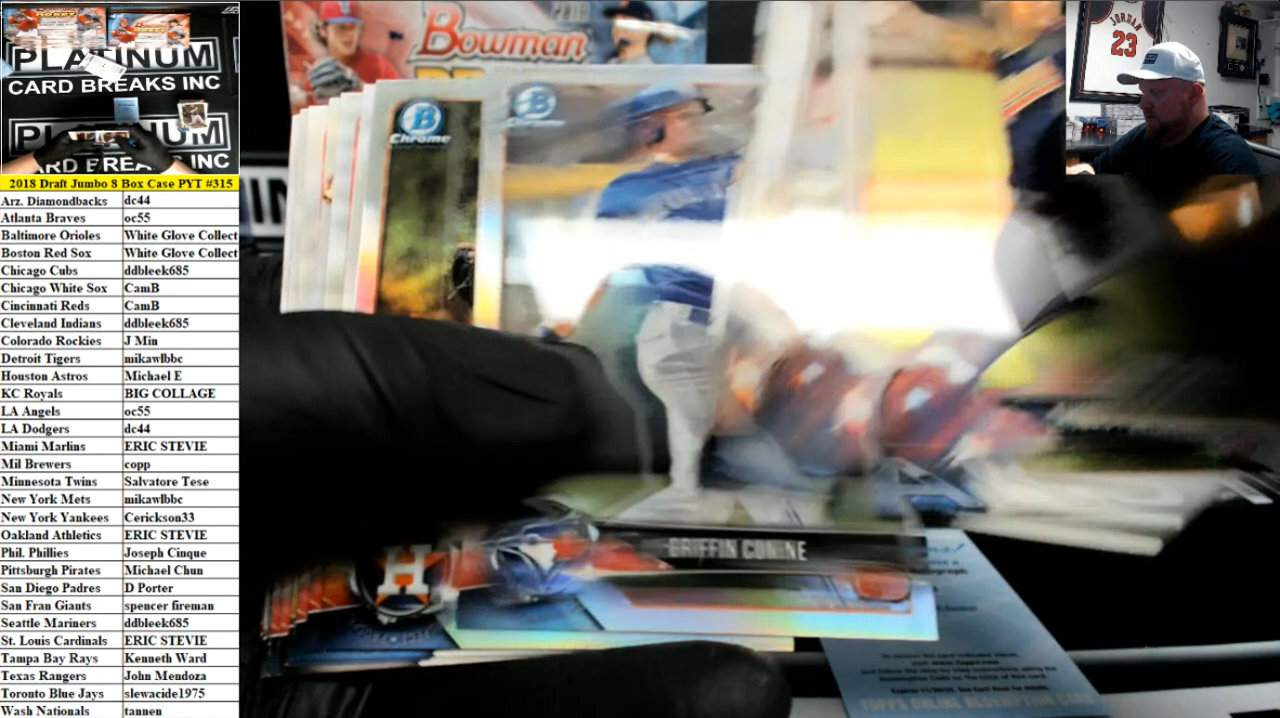 Bowman
PLATINUM
CARD BREAKS INC
PLATINUM
CARD BREAKS INC
JORDAN
23
B
Chrome
B
GRIFFIN CONINE
H
TOPPS ONLINE REDEMPTION CARD
2018 Draft Jumbo 8 Box Case PYT #315
Arz. Diamondbacks dc44
Atlanta Braves oc55
Baltimore Orioles White Glove Collect
Boston Red Sox White Glove Collect
Chicago Cubs ddbleek685
Chicago White Sox CamB
Cincinnati Reds CamB
Cleveland Indians ddbleek685
Colorado Rockies J Min
Detroit Tigers mikawlbbc
Houston Astros Michael E
KC Royals BIG COLLAGE
LA Angels oc55
LA Dodgers dc44
Miami Marlins ERIC STEVIE
Mil Brewers copp
Minnesota Twins Salvatore Tese
New York Mets mikawlbbc
New York Yankees Cerickson33
Oakland Athletics ERIC STEVIE
Phil. Phillies Joseph Cinque
Pittsburgh Pirates Michael Chun
San Diego Padres D Porter
San Fran Giants spencer fireman
Seattle Mariners ddbleek685
St. Louis Cardinals ERIC STEVIE
Tampa Bay Rays Kenneth Ward
Texas Rangers John Mendoza
Toronto Blue Jays slewacide1975
Wash Nationals tannen